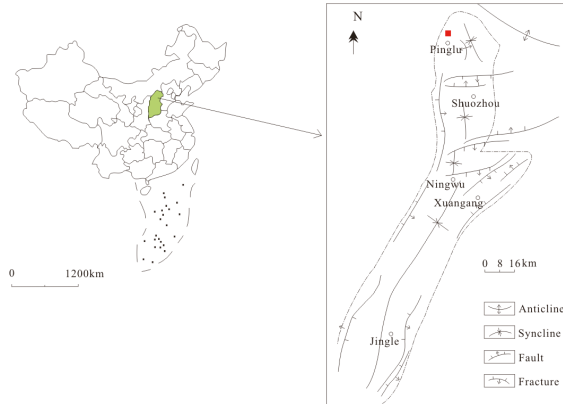 N
Pinglu
Shuozhou
Ningwu
Xuangang
Jingle
0 1200km
0 8 16km
Anticline
Syncline
Fault
Fracture